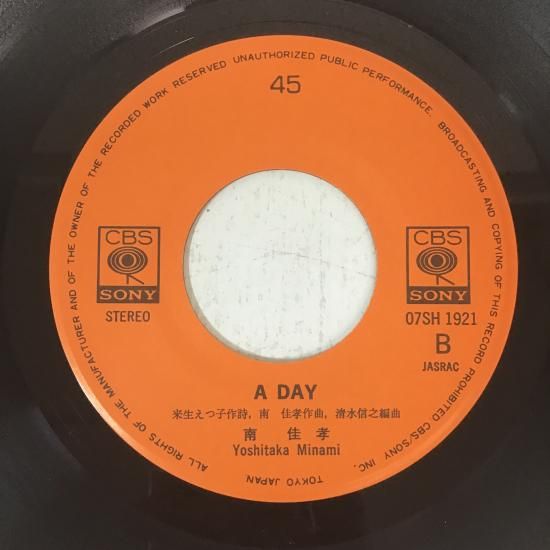 ALL RIGHTS OF THE MANUFACTURER AND OF THE OWNER OF THE RECORDED WORK RESERVED UNAUTHORIZED PUBLIC PERFORMANCE. BROADCASTING AND COPYING OF THIS RECORD PROHIBITED CBS/SONY INC. TOKYO JAPAN.
45
CBS
SONY
STEREO
CBS
SONY
07SH 1921
B
JASRAC
A DAY
来生えつ子作詩, 南 佳孝作曲, 清水信之編曲
南 佳 孝
Yoshitaka Minami